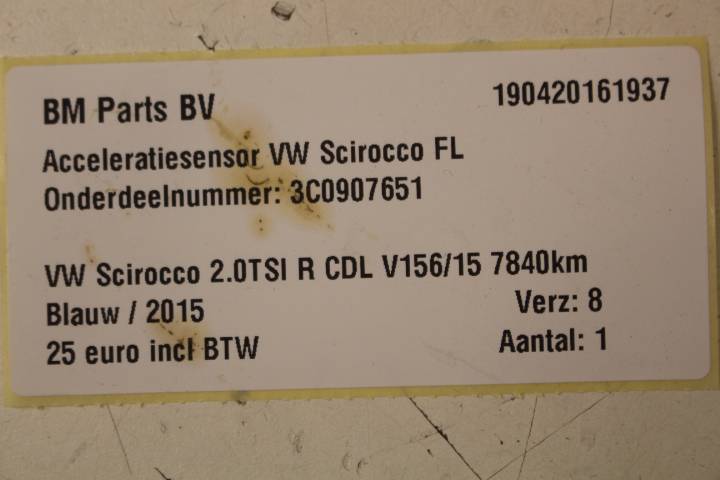 BM Parts BV 190420161937
Acceleratiesensor VW Scirocco FL
Onderdeelnummer: 3C0907651
VW Scirocco 2.0TSI R CDL V156/15 7840km
Blauw / 2015 Verz: 8
25 euro incl BTW Aantal: 1